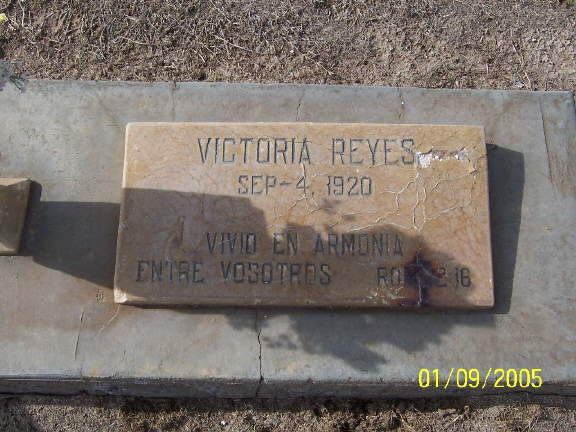 VICTORIA REYES
SEP-4, 1920
VIVIO EN ARMONIA
ENTRE VOSOTROS
01/09/2005